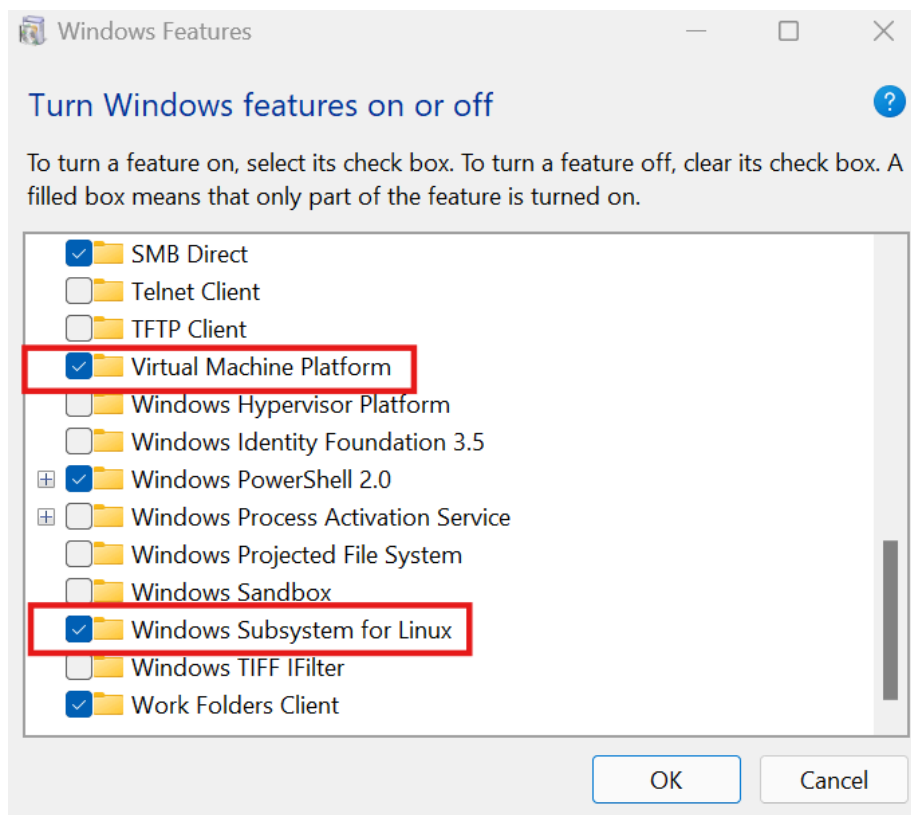 Windows Features
Turn Windows features on or off
?
To turn a feature on, select its check box. To turn a feature off, clear its check box. A
filled box means that only part of the feature is turned on.
SMB Direct
Telnet Client
TFTP Client
Virtual Machine Platform
Windows Hypervisor Platform
Windows Identity Foundation 3.5
Windows PowerShell 2.0
Windows Process Activation Service
Windows Projected File System
Windows Sandbox
Windows Subsystem for Linux
Windows TIFF IFilter
Work Folders Client
OK
Cancel